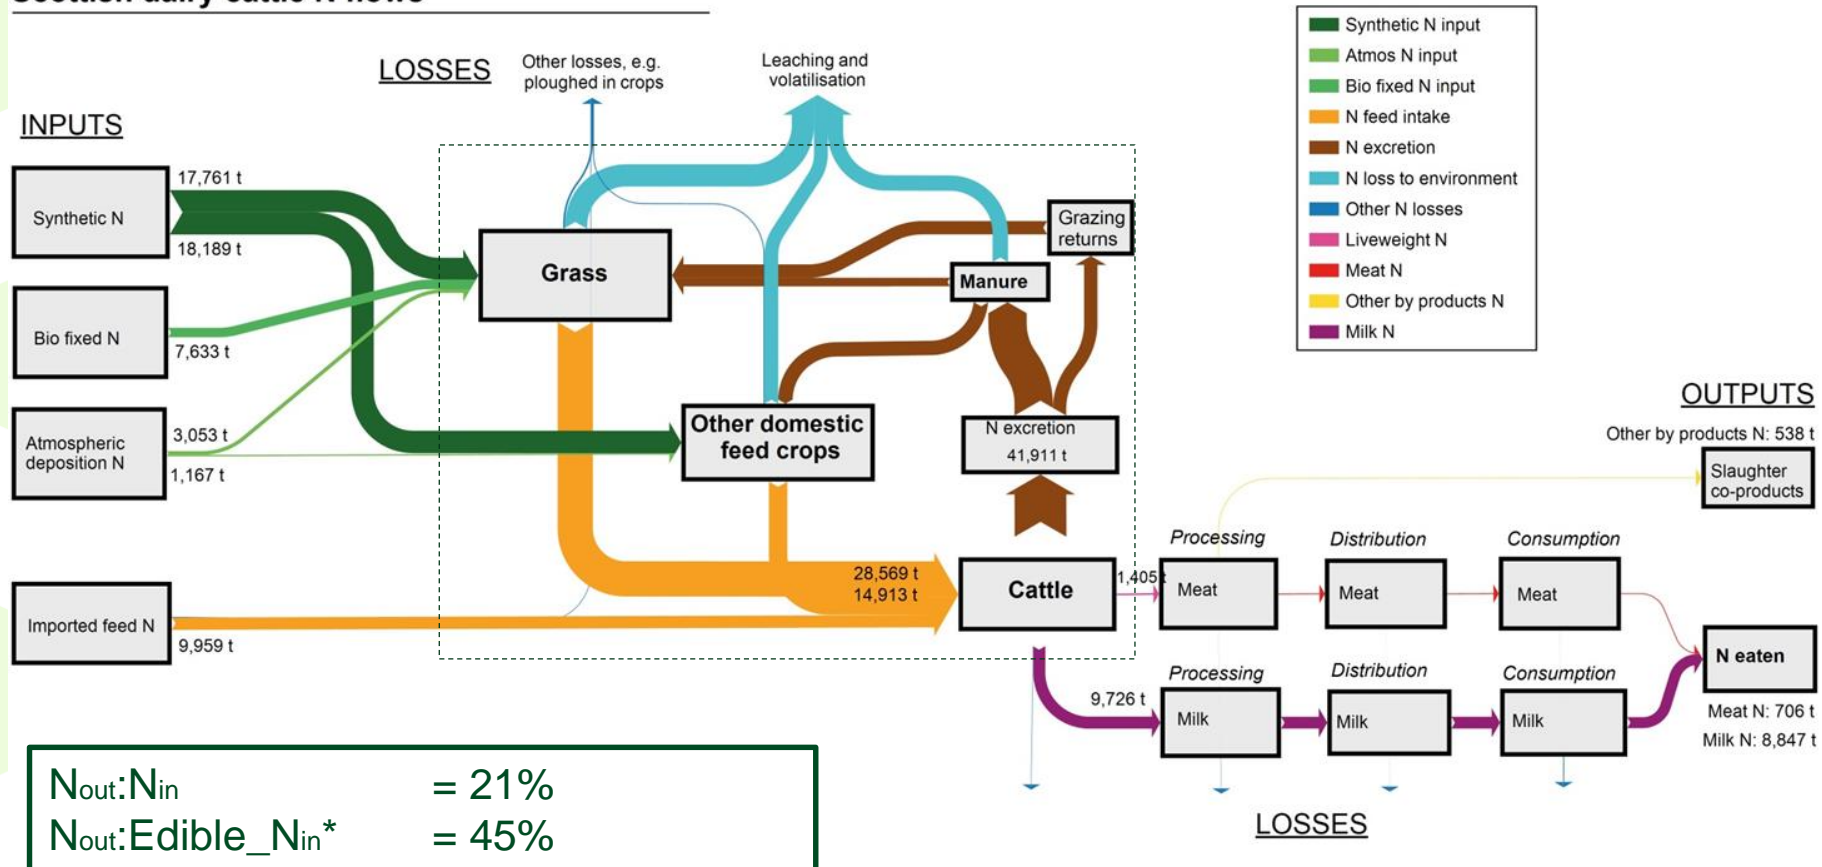 Scottish dairy cattle N flows
LOSSES
Other losses, e.g.
ploughed in crops
Leaching and
volatilisation
Synthetic N input
Atmos N input
Bio fixed N input
N feed intake
N excretion
N loss to environment
Other N losses
Liveweight N
Meat N
Other by products N
Milk N
INPUTS
17,761 t
Synthetic N
18,189 t
Bio fixed N
7,633 t
Atmospheric
deposition N
3,053 t
1,167 t
Imported feed N
9,959 t
Grass
Grazing
returns
Manure
Other domestic
feed crops
N excretion
41,911 t
28,569 t
14,913 t
Cattle
1,405
9,726 t
OUTPUTS
Other by products N: 538 t
Slaughter
co-products
Processing
Distribution
Consumption
Meat
Meat
Meat
N eaten
Processing
Distribution
Consumption
Milk
Milk
Milk
Meat N: 706 t
Milk N: 8,847 t
LOSSES
Nout:Nin = 21%
Nout:Edible_Nin* = 45%